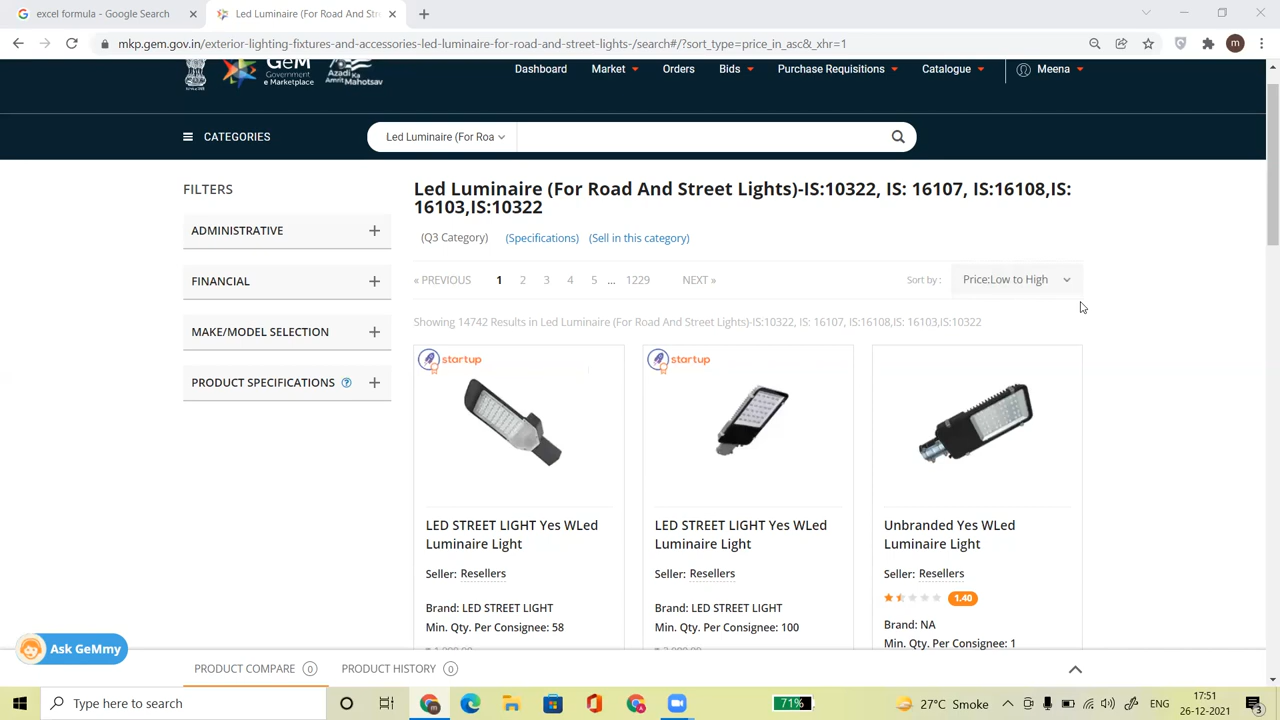 excel formula - Google Search
Led Luminaire (For Road And Str
mkp.gem.gov.in/exterior-lighting-fixtures-and-accessories-led-luminaire-for-road-and-street-lights-/search#/?sort_type=price_in_asc&_xhr=1
m
GeM
Government
e Marketplace
Azadi Ka
Amrit Mahotsav
Dashboard
Market
Orders
Bids
Purchase Requisitions
Catalogue
Meena
CATEGORIES
Led Luminaire (For Roa
FILTERS
ADMINISTRATIVE
FINANCIAL
MAKE/MODEL SELECTION
PRODUCT SPECIFICATIONS ?
Led Luminaire (For Road And Street Lights)-IS:10322, IS: 16107, IS:16108,IS:
16103,IS:10322
(Q3 Category) (Specifications) (Sell in this category)
« PREVIOUS 1 2 3 4 5 ... 1229 NEXT »
Sort by : Price:Low to High
Showing 14742 Results in Led Luminaire (For Road And Street Lights)-IS:10322, IS: 16107, IS:16108,IS: 16103,IS:10322
startup
LED STREET LIGHT Yes WLed
Luminaire Light
Seller: Resellers
Brand: LED STREET LIGHT
Min. Qty. Per Consignee: 58
startup
LED STREET LIGHT Yes WLed
Luminaire Light
Seller: Resellers
Brand: LED STREET LIGHT
Min. Qty. Per Consignee: 100
Unbranded Yes WLed
Luminaire Light
Seller: Resellers
1.40
Brand: NA
Min. Qty. Per Consignee: 1
Ask GeMmy
PRODUCT COMPARE 0
PRODUCT HISTORY 0
Type here to search
71%
27°C Smoke
ENG
17:51
26-12-2021
3